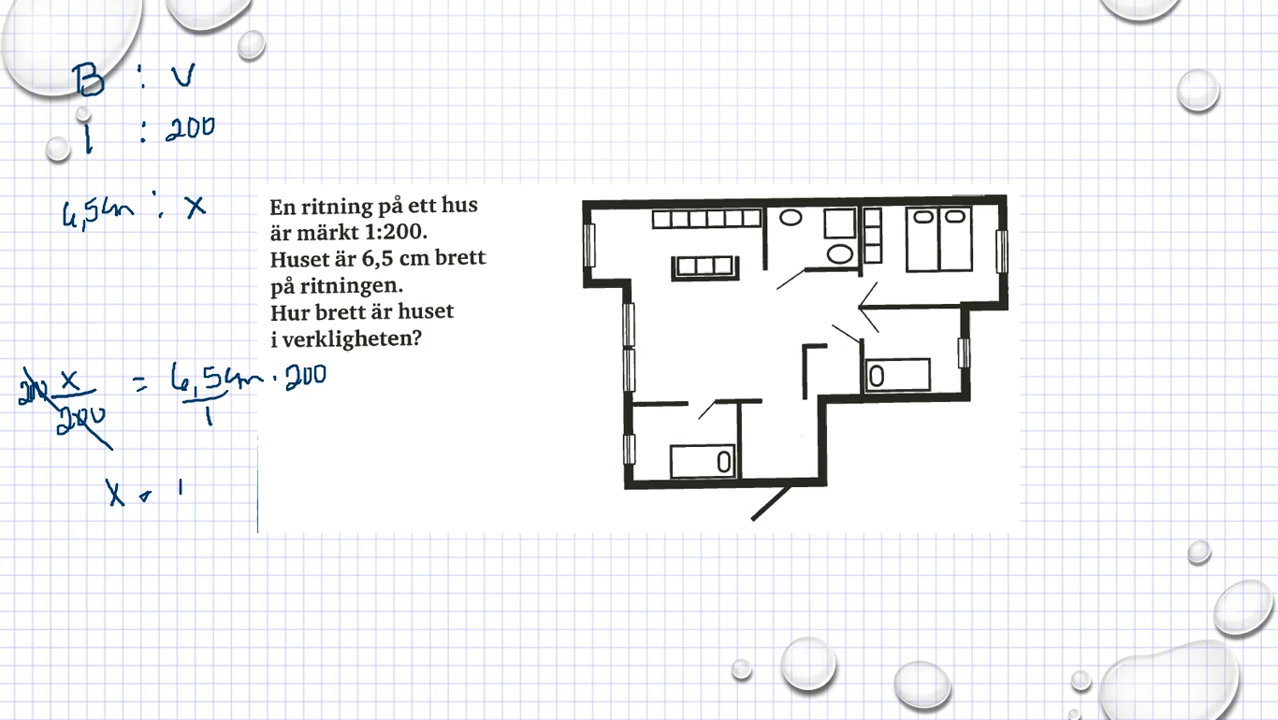 B : V
1 : 200
6,5cm : x
En ritning på ett hus
är märkt 1:200.
Huset är 6,5 cm brett
på ritningen.
Hur brett är huset
i verkligheten?
200 x/200 = 6,5cm/1 · 200
x = 1